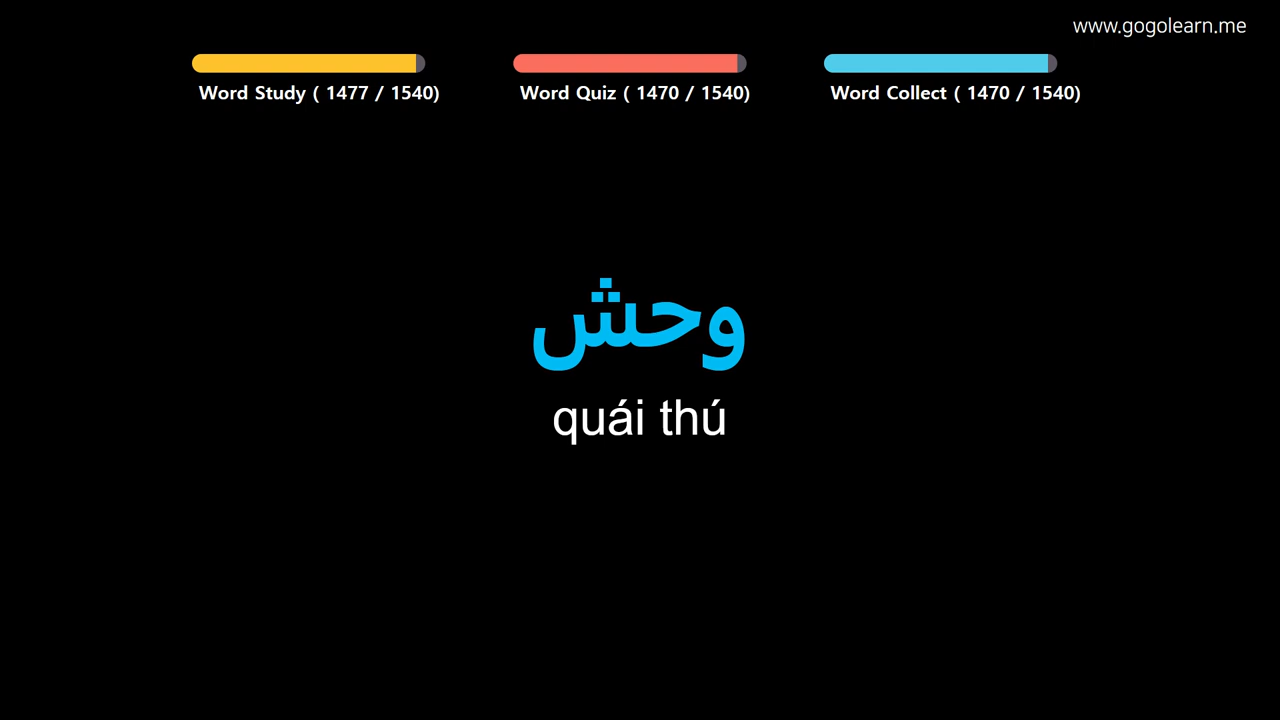 www.gogolearn.me
Word Study ( 1477 / 1540)
Word Quiz ( 1470 / 1540)
Word Collect ( 1470 / 1540)
وحش
quái thú